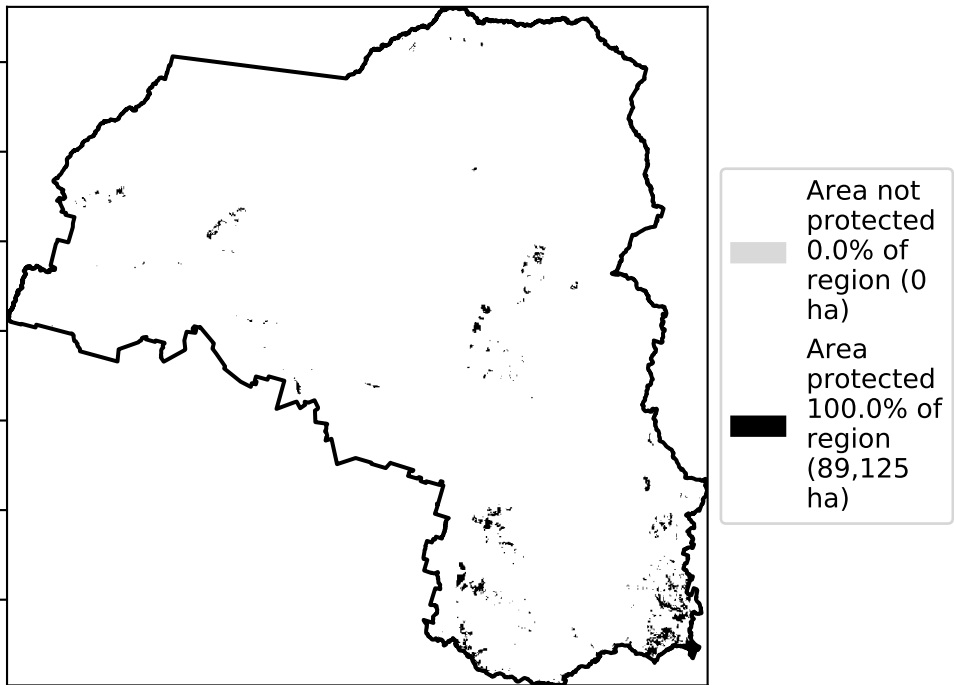 Area not
protected
0.0% of
region (0
ha)
Area
protected
100.0% of
region
(89,125
ha)